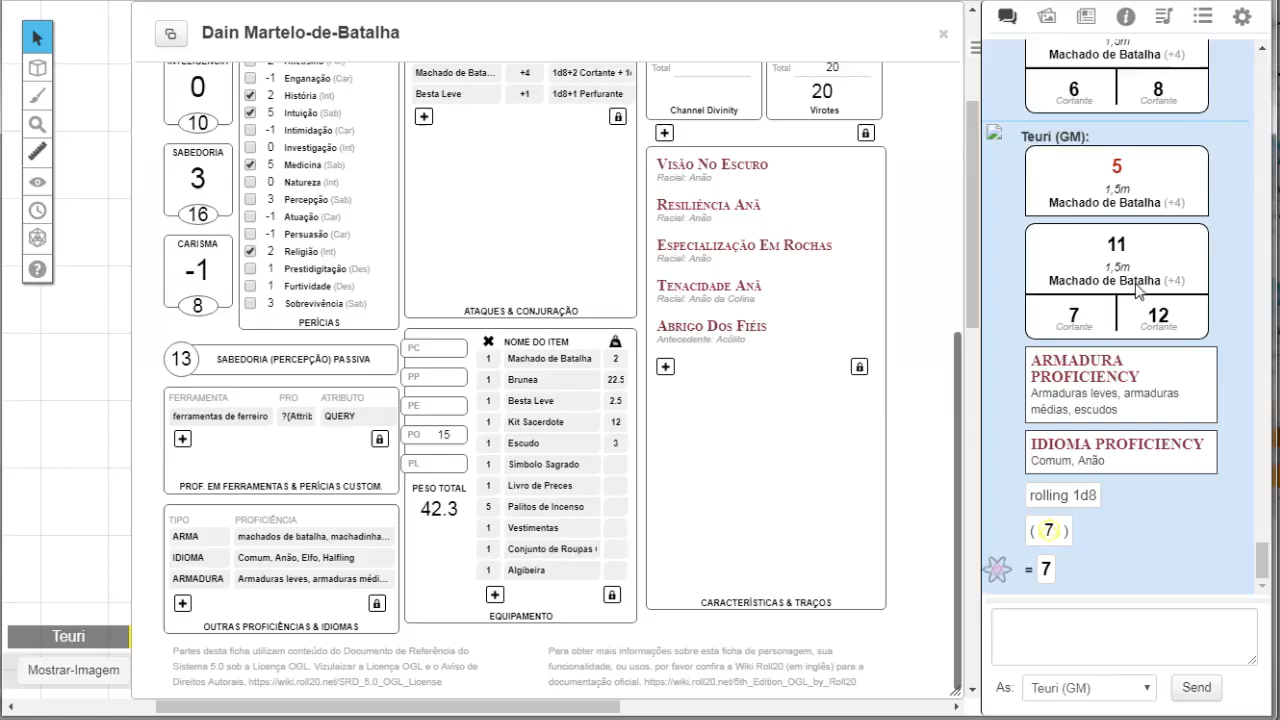 Dain Martelo-de-Batalha
INTELIGÊNCIA
0
10
SABEDORIA
3
16
CARISMA
-1
8
-1 Enganação (Car)
2 História (Int)
5 Intuição (Sab)
-1 Intimidação (Car)
0 Investigação (Int)
5 Medicina (Sab)
0 Natureza (Int)
3 Percepção (Sab)
-1 Atuação (Car)
-1 Persuasão (Car)
2 Religião (Int)
1 Prestidigitação (Des)
1 Furtividade (Des)
3 Sobrevivência (Sab)
PERÍCIAS
13 SABEDORIA (PERCEPÇÃO) PASSIVA
FERRAMENTA PRO ATRIBUTO
ferramentas de ferreiro ?{Atrib QUERY
PROF. EM FERRAMENTAS & PERÍCIAS CUSTOM.
TIPO PROFICIÊNCIA
ARMA machados de batalha, machadinha...
IDIOMA Comum, Anão, Elfo, Halfling
ARMADURA Armaduras leves, armaduras médi...
OUTRAS PROFICIÊNCIAS & IDIOMAS
Machado de Bata... +4 1d8+2 Cortante + 1
Besta Leve +1 1d8+1 Perfurante
ATAQUES & CONJURAÇÃO
PC
PP
PE
PO 15
PL
PESO TOTAL
42.3
NOME DO ITEM
1 Machado de Batalha 2
1 Brunea 22.5
1 Besta Leve 2.5
1 Kit Sacerdote 12
1 Escudo 3
1 Símbolo Sagrado
1 Livro de Preces
5 Palitos de Incenso
1 Vestimentas
1 Conjunto de Roupas
1 Algibeira
EQUIPAMENTO
Total
Channel Divinity
Total 20
20
Virotes
VISÃO NO ESCURO
Racial: Anão
RESILIÊNCIA ANÃ
Racial: Anão
ESPECIALIZAÇÃO EM ROCHAS
Racial: Anão
TENACIDADE ANÃ
Racial: Anão da Colina
ABRIGO DOS FIÉIS
Antecedente: Acólito
CARACTERÍSTICAS & TRAÇOS
Partes desta ficha utilizam conteúdo do Documento de Referência do
Sistema 5.0 sob a Licença OGL. Vizulaizar a Licença OGL e o Aviso de
Direitos Autorais. https://wiki.roll20.net/SRD_5.0_OGL_License
Para obter mais informações sobre esta ficha de personagem, sua
funcionalidade, ou usos, por favor confira a Wiki Roll20 (em inglês) para a
documentação oficial. https://wiki.roll20.net/5th_Edition_OGL_by_Roll20
Teuri
Mostrar-Imagem
1,5m
Machado de Batalha (+4)
6 8
Cortante Cortante
Teuri (GM):
5
1,5m
Machado de Batalha (+4)
11
1,5m
Machado de Batalha (+4)
7 12
Cortante Cortante
ARMADURA
PROFICIENCY
Armaduras leves, armaduras
médias, escudos
IDIOMA PROFICIENCY
Comum, Anão
rolling 1d8
( 7 )
= 7
As: Teuri (GM) Send